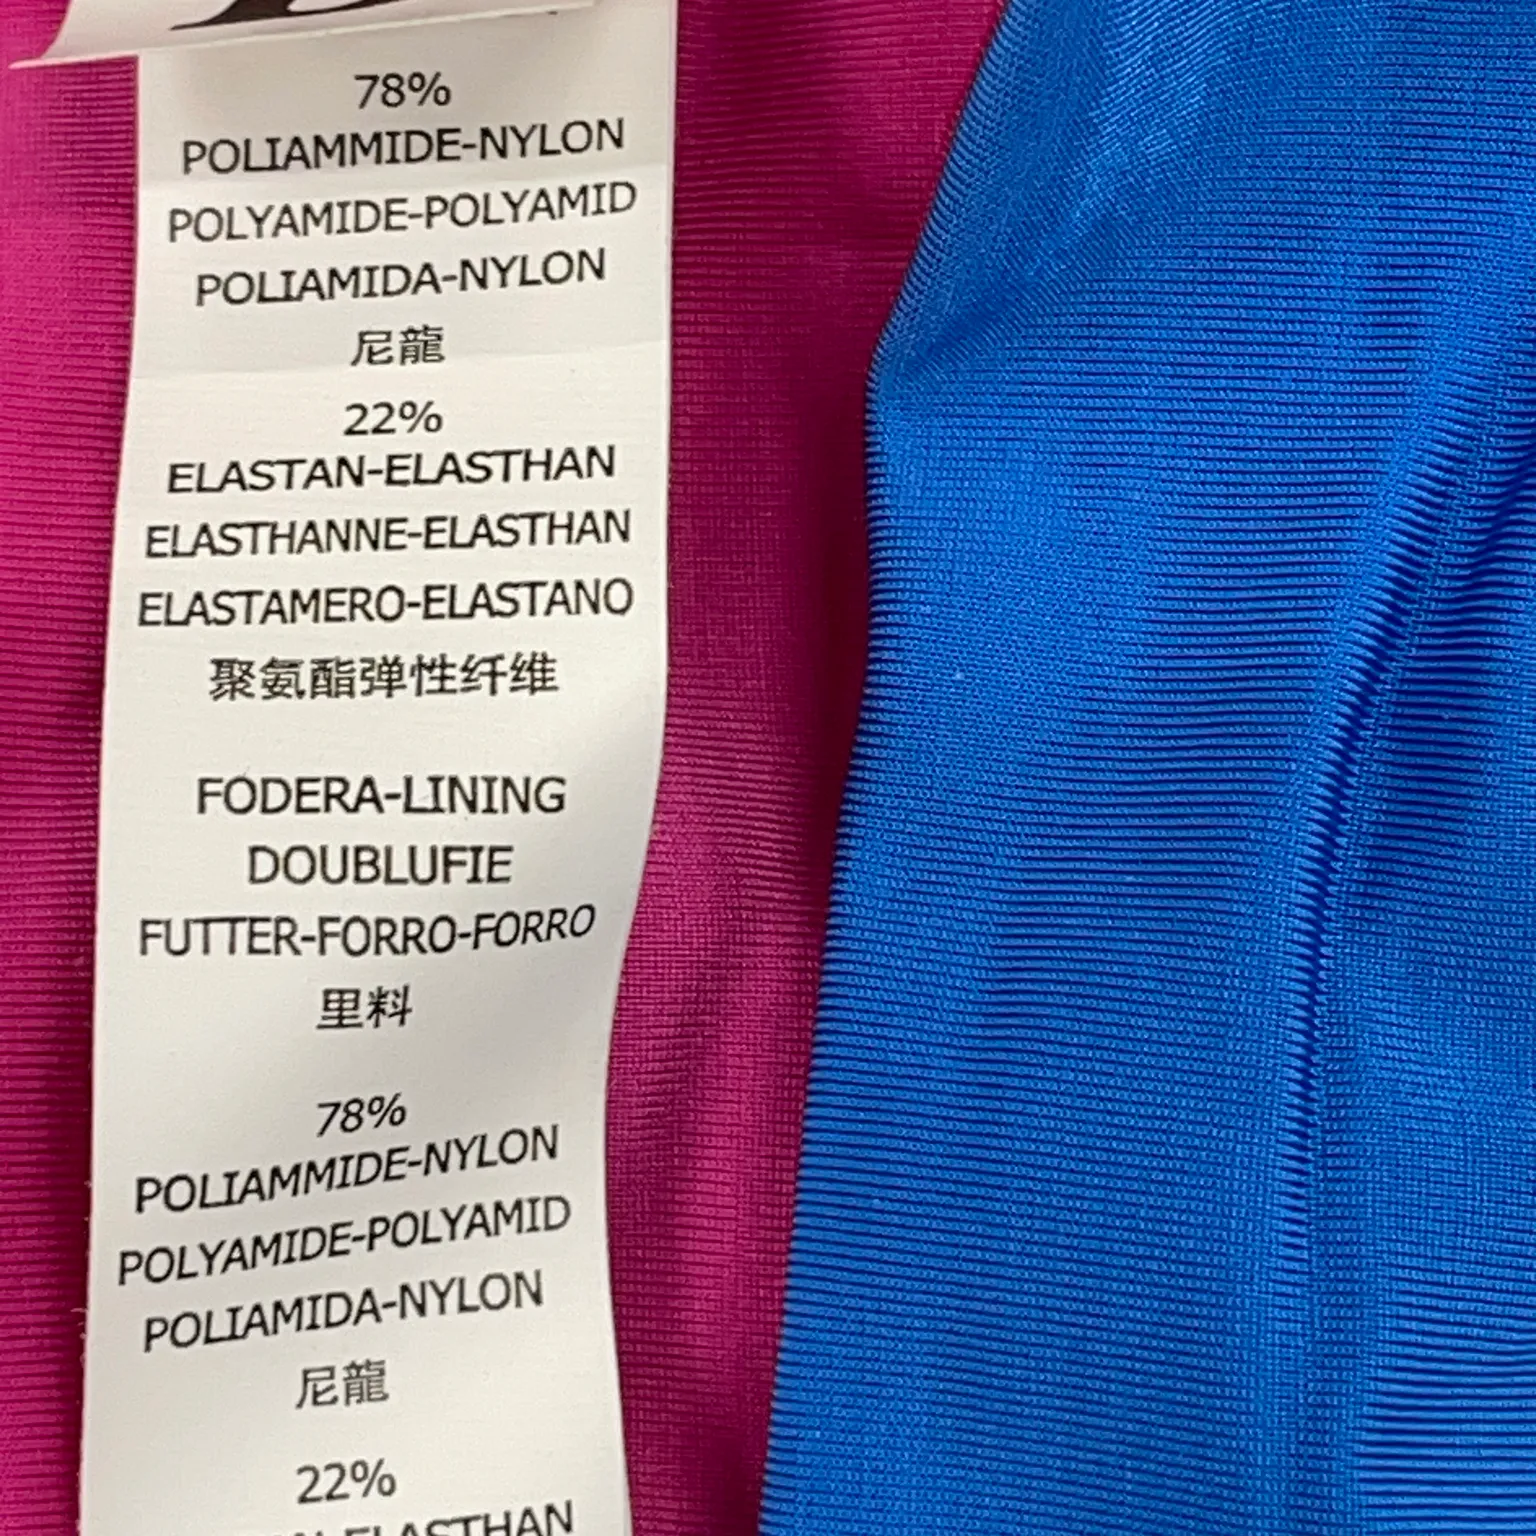 78%
POLIAMMIDE-NYLON
POLYAMIDE-POLYAMID
POLIAMIDA-NYLON
尼龍
22%
ELASTAN-ELASTHAN
ELASTHANNE-ELASTHAN
ELASTAMERO-ELASTANO
聚氨酯弹性纤维
FODERA-LINING
DOUBLUFIE
FUTTER-FORRO-FORRO
里料
78%
POLIAMMIDE-NYLON
POLYAMIDE-POLYAMID
POLIAMIDA-NYLON
尼龍
22%
ELASTHAN